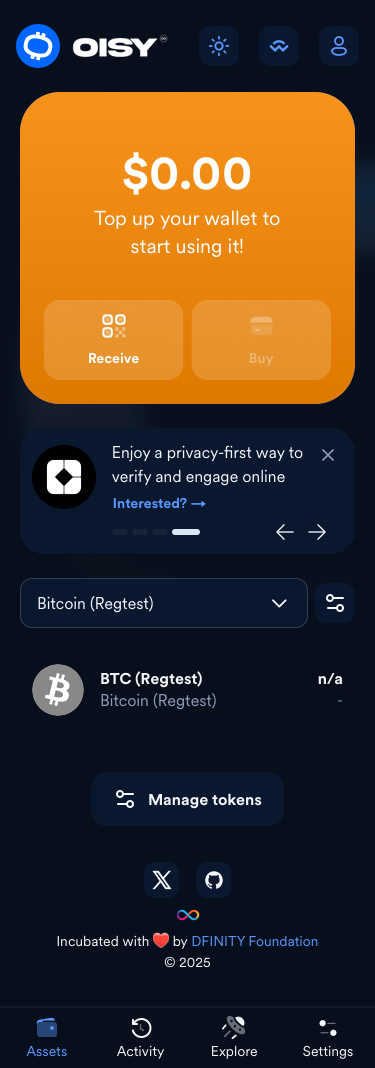 OISY
$0.00
Top up your wallet to
start using it!
Receive
Buy
Enjoy a privacy-first way to
verify and engage online
Interested? →
Bitcoin (Regtest)
BTC (Regtest)
n/a
Bitcoin (Regtest)
-
Manage tokens
Incubated with ❤️ by DFINITY Foundation
© 2025
Assets
Activity
Explore
Settings